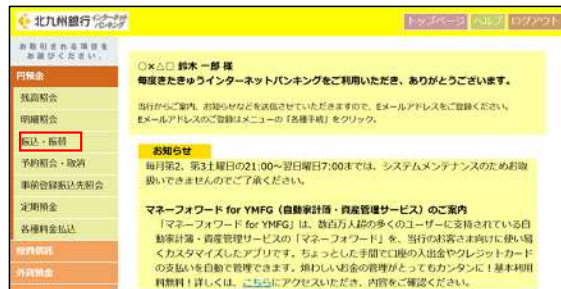 北九州銀行 インターネットバンキング
トップページ ヘルプ ログアウト
お取引される項目を
お選びください。
円預金
残高照会
明細照会
振込・振替
予約照会・取消
事前登録振込先照会
定期預金
各種料金払込
投資信託
外貨預金
○×△□ 鈴木 一郎 様
毎度きたきゅうインターネットバンキングをご利用いただき、ありがとうございます。
当行からご案内、お知らせなどを送信させていただきますので、Eメールアドレスをご登録ください。
Eメールアドレスのご登録はメニューの「各種手続」をクリック。
お知らせ
毎月第2、第3土曜日の21:00～翌日曜日7:00までは、システムメンテナンスのためお取
扱いできませんのでご了承ください。
マネーフォワード for YMFG（自動家計簿・資産管理サービス）のご案内
「マネーフォワード for YMFG」は、数百万人超の多くのユーザーに支持されている自
動家計簿・資産管理サービスの「マネーフォワード」を、当行のお客さま向けに使い易
くカスタマイズしたアプリです。ちょっとした手間で口座の入出金やクレジットカード
の支払いを自動で管理できます。煩わしいお金の管理がとってもカンタンに！基本利用
料無料！詳しくは、こちらにアクセスいただき、内容をご確認ください。